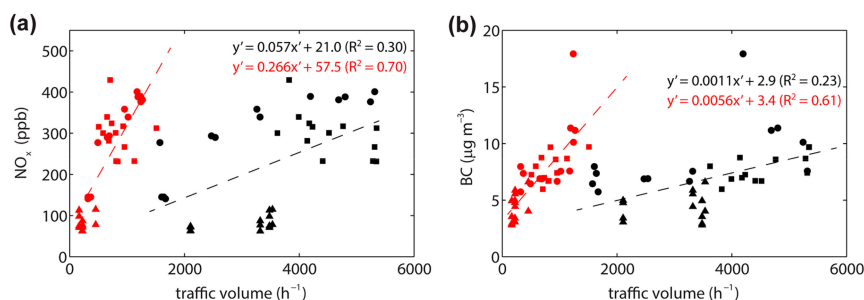 (a)
500
400
300
200
100
0
NOx (ppb)
y′ = 0.057x′ + 21.0 (R² = 0.30)
y′ = 0.266x′ + 57.5 (R² = 0.70)
0 2000 4000 6000
traffic volume (h⁻¹)
(b)
20
15
10
5
0
BC (μg m⁻³)
y′ = 0.0011x′ + 2.9 (R² = 0.23)
y′ = 0.0056x′ + 3.4 (R² = 0.61)
0 2000 4000 6000
traffic volume (h⁻¹)